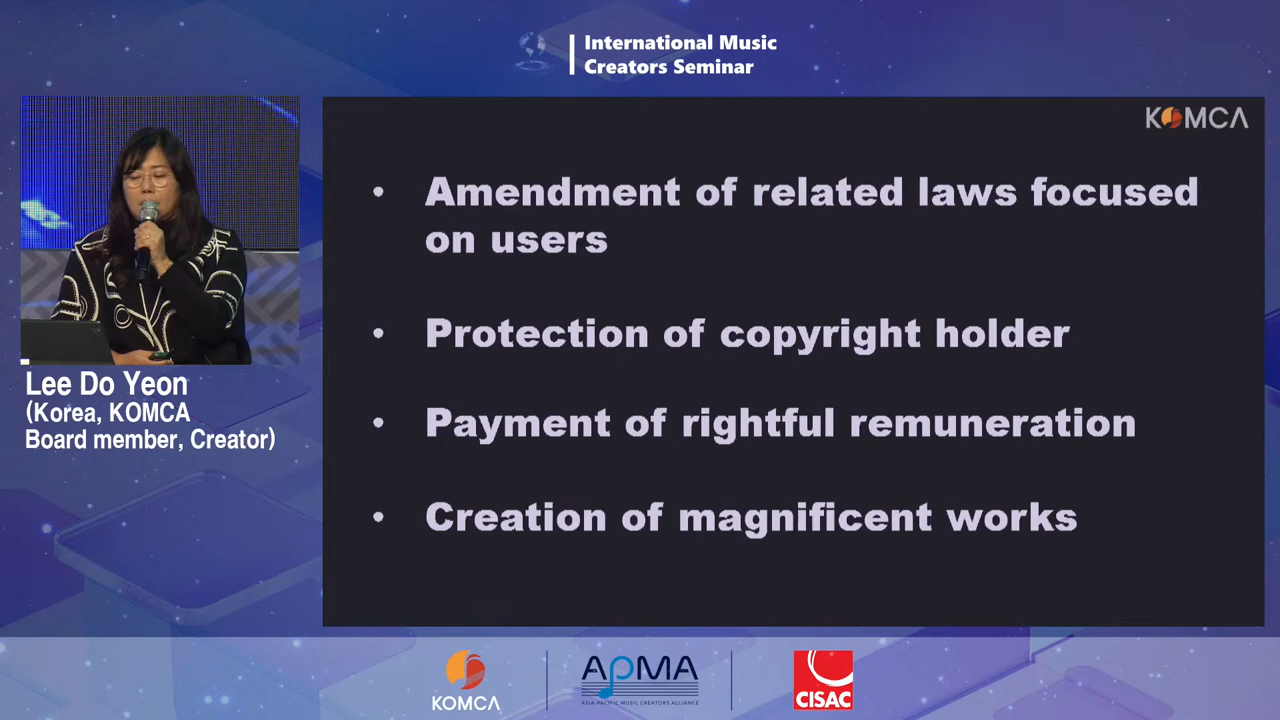 International Music
Creators Seminar
KOMCA
• Amendment of related laws focused
on users
• Protection of copyright holder
• Payment of rightful remuneration
• Creation of magnificent works
Lee Do Yeon
(Korea, KOMCA
Board member, Creator)
KOMCA
APMA
ASIA-PACIFIC MUSIC CREATORS ALLIANCE
CISAC